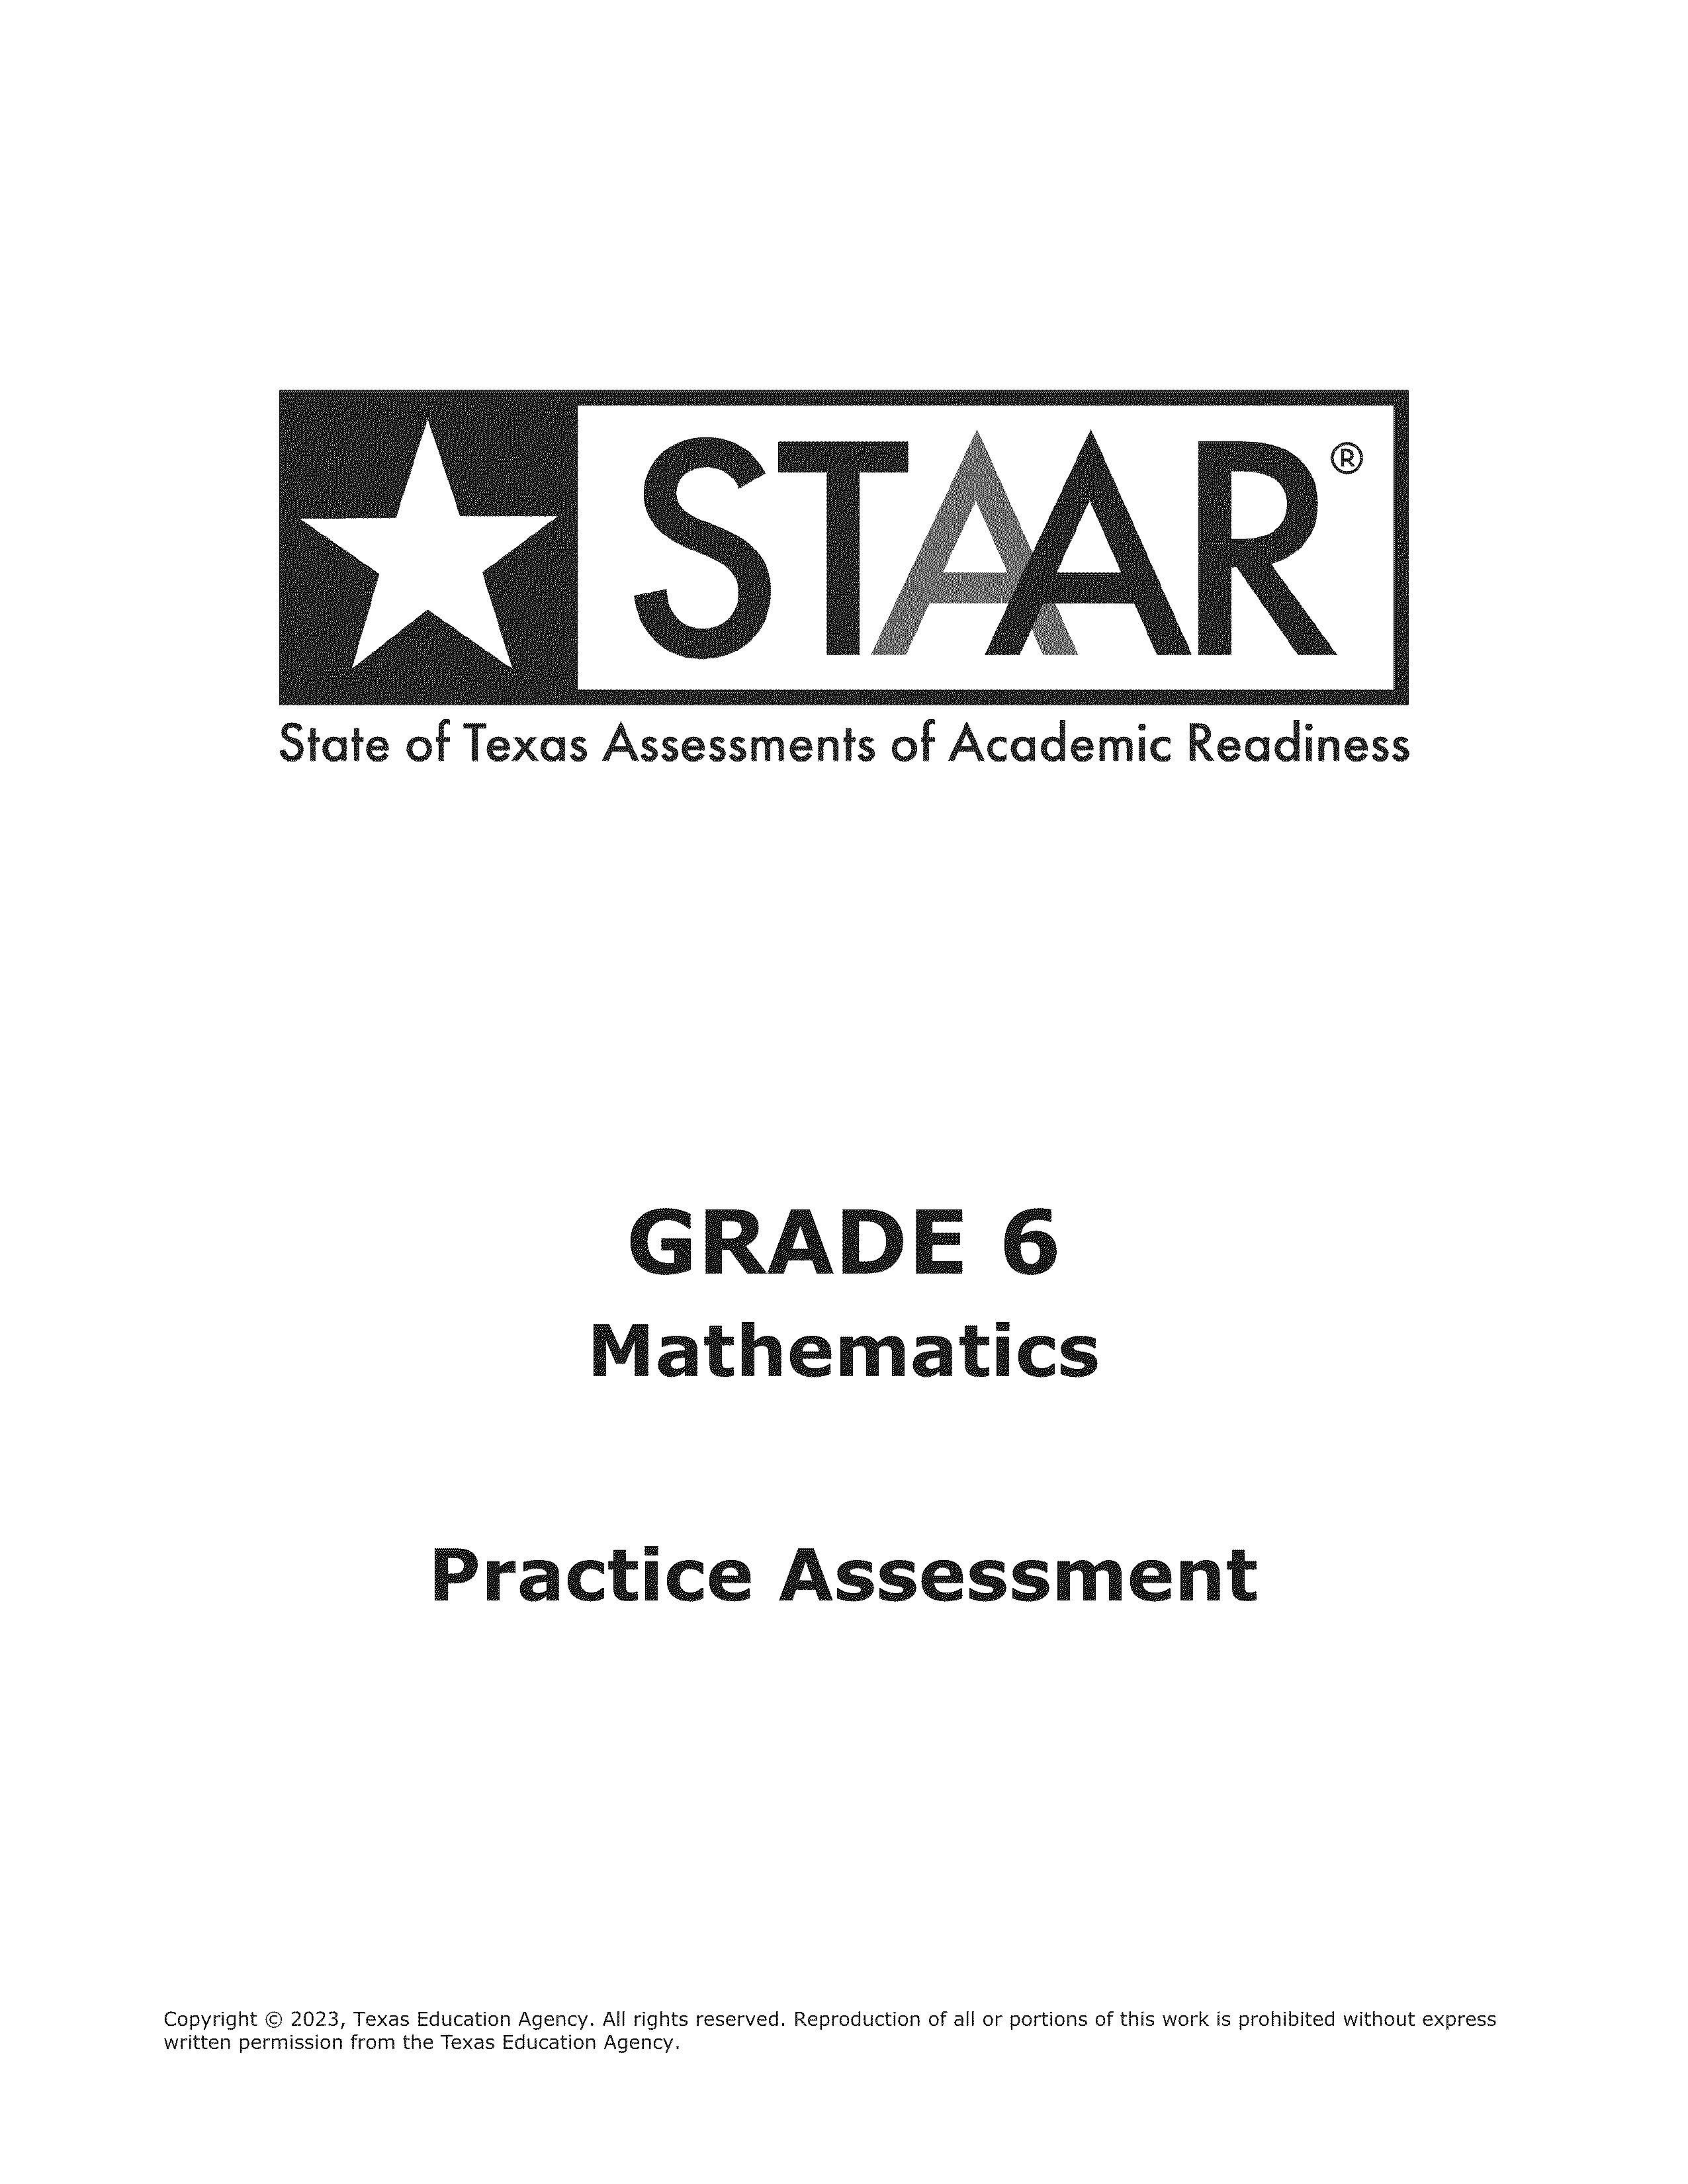 STAAR®
State of Texas Assessments of Academic Readiness
GRADE 6
Mathematics
Practice Assessment
Copyright © 2023, Texas Education Agency. All rights reserved. Reproduction of all or portions of this work is prohibited without express
written permission from the Texas Education Agency.